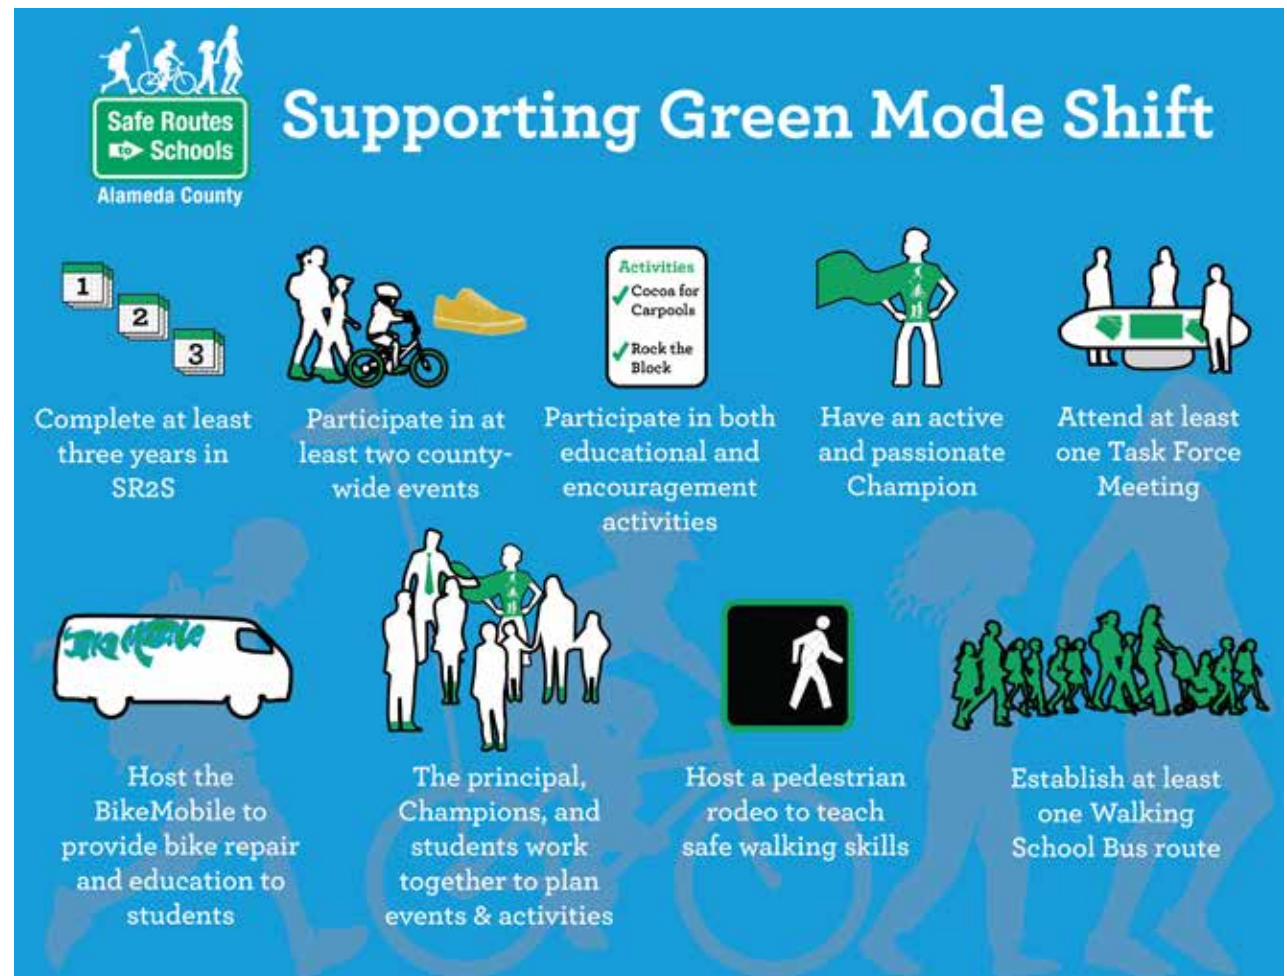 Safe Routes
to Schools
Alameda County
Supporting Green Mode Shift
1
2
3
Complete at least
three years in
SR2S
Participate in at
least two county-
wide events
Activities
Cocoa for
Carpools
Rock the
Block
Participate in both
educational and
encouragement
activities
Have an active
and passionate
Champion
Attend at least
one Task Force
Meeting
BikeMobile
Host the
BikeMobile to
provide bike repair
and education to
students
The principal,
Champions, and
students work
together to plan
events & activities
Host a pedestrian
rodeo to teach
safe walking skills
Establish at least
one Walking
School Bus route